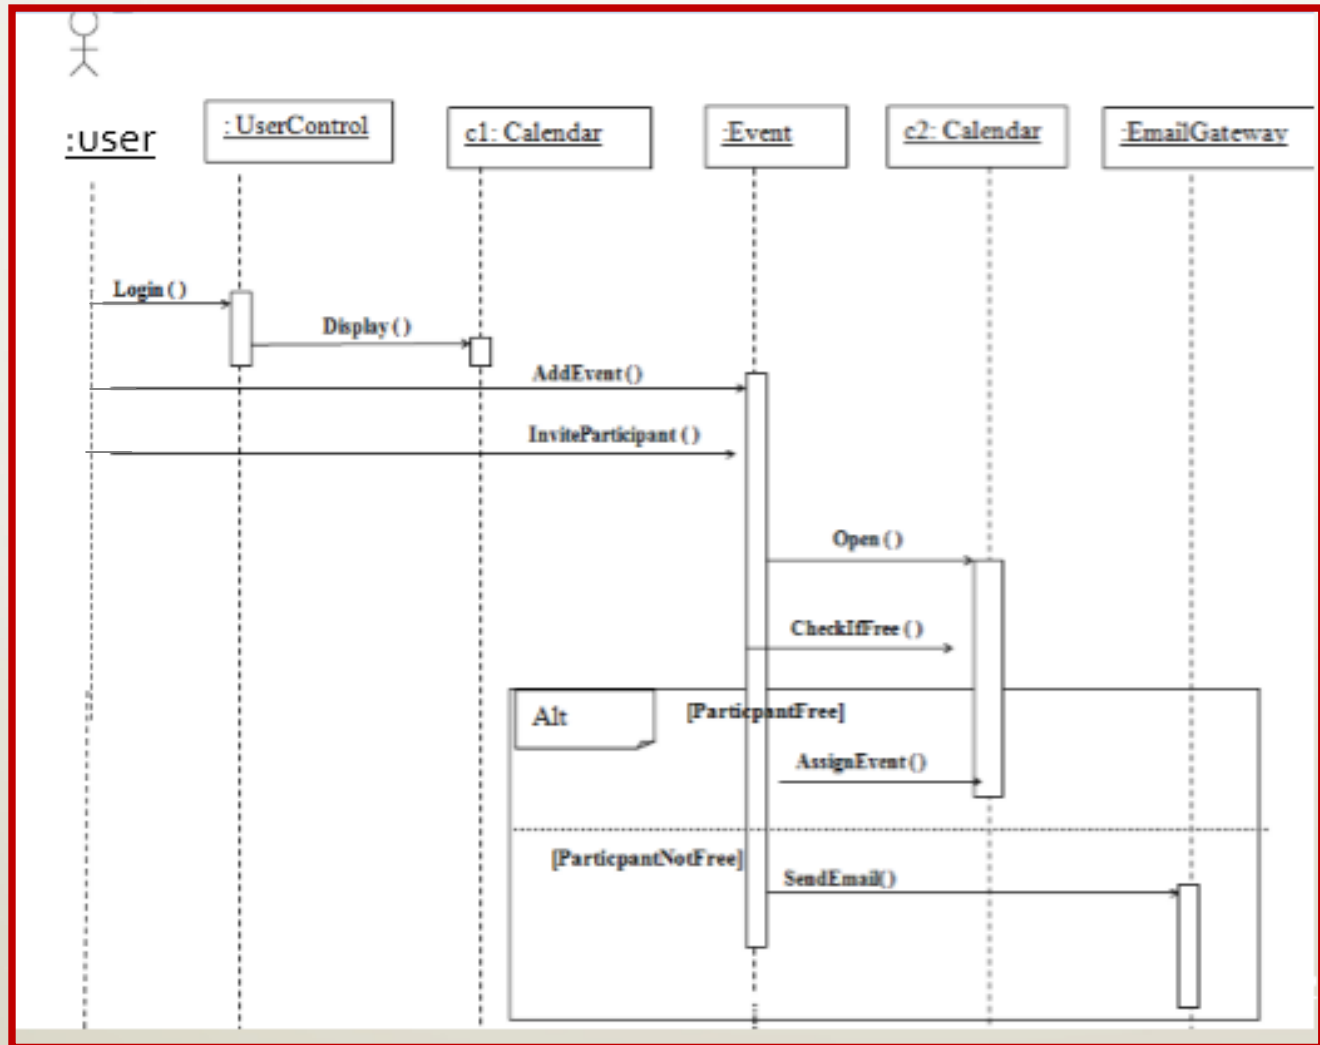 :user
: UserControl
c1: Calendar
:Event
c2: Calendar
:EmailGateway
Login ( )
Display ( )
AddEvent ()
InviteParticipant ( )
Open ( )
CheckIfFree ( )
Alt
[ParticpantFree]
AssignEvent ()
[ParticpantNotFree]
SendEmail()